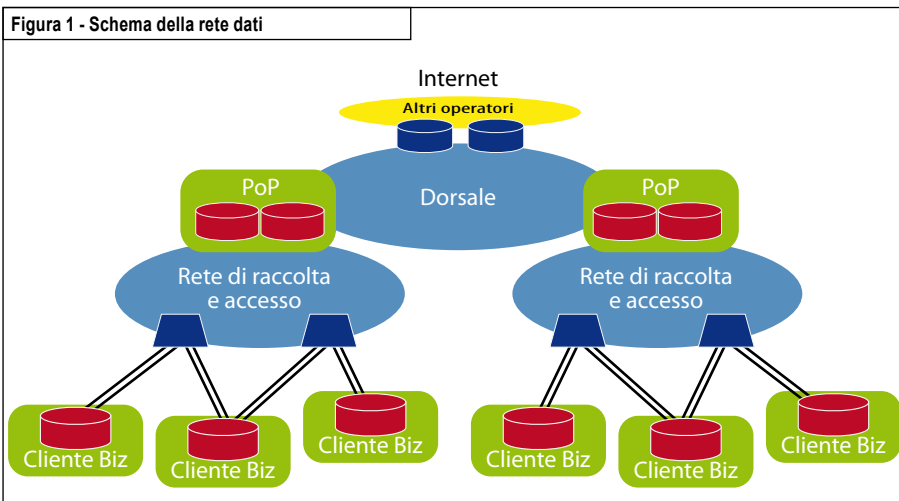 Figura 1 - Schema della rete dati
Internet
Altri operatori
Dorsale
PoP
PoP
Rete di raccolta
e accesso
Rete di raccolta
e accesso
Cliente Biz
Cliente Biz
Cliente Biz
Cliente Biz
Cliente Biz
Cliente Biz